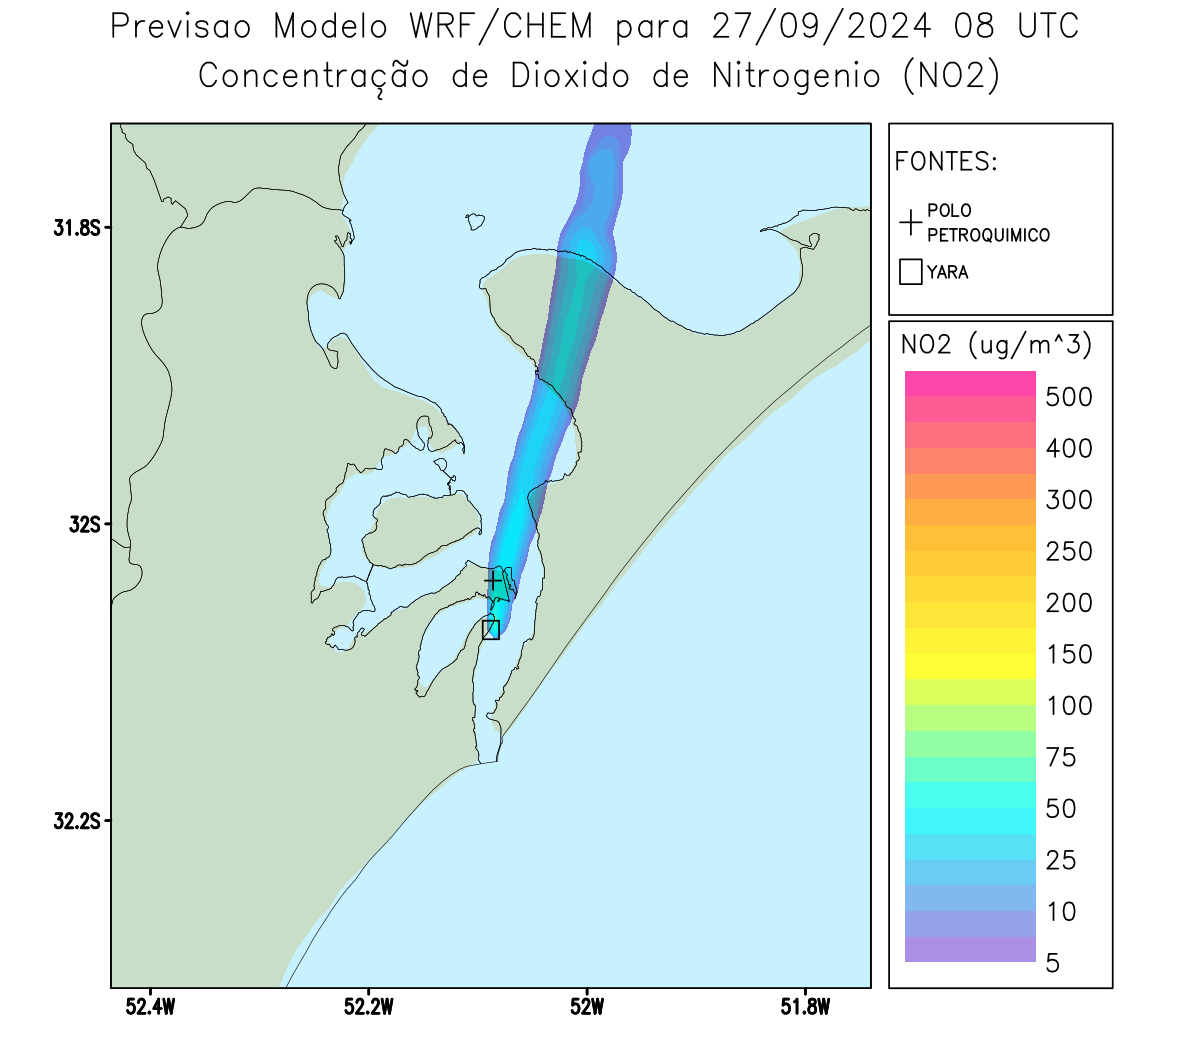 Previsao Modelo WRF/CHEM para 27/09/2024 08 UTC
Concentração de Dioxido de Nitrogenio (NO2)
FONTES:
POLO
PETROQUIMICO
YARA
31.8S
32S
32.2S
52.4W
52.2W
52W
51.8W
NO2 (ug/m^3)
500
400
300
250
200
150
100
75
50
25
10
5